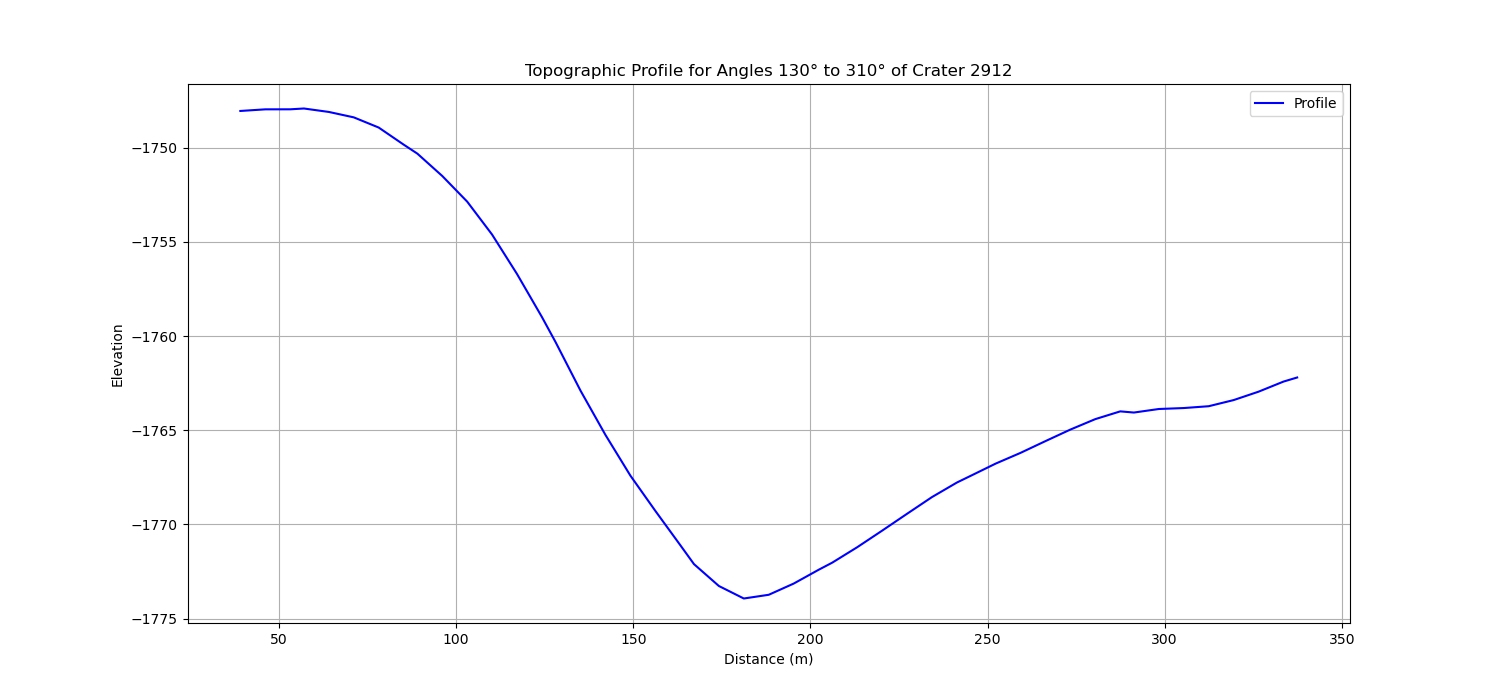 Topographic Profile for Angles 130° to 310° of Crater 2912
Profile
−1750
−1755
−1760
−1765
−1770
−1775
Elevation
50 100 150 200 250 300 350
Distance (m)